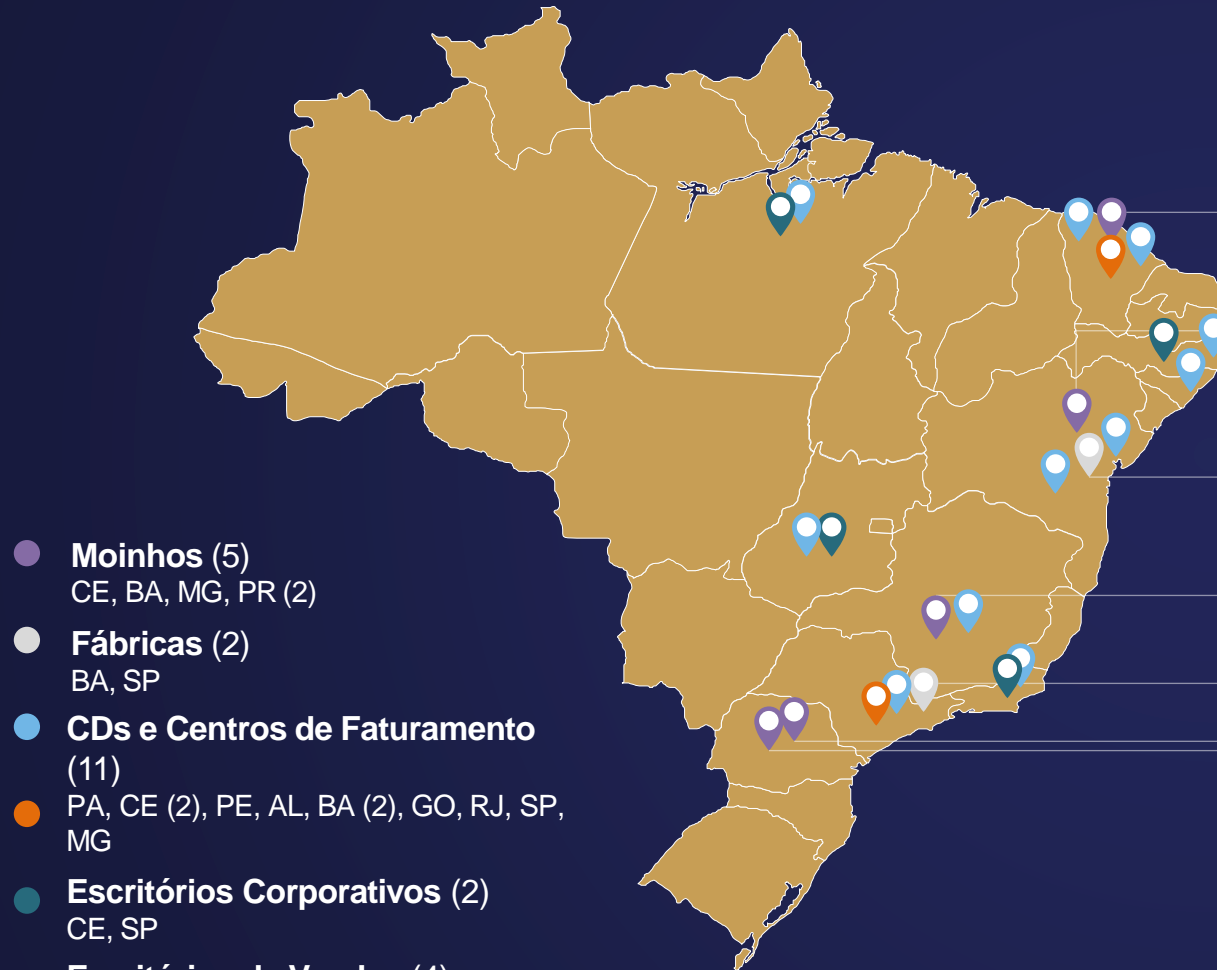 Moinhos (5)
CE, BA, MG, PR (2)
Fábricas (2)
BA, SP
CDs e Centros de Faturamento
(11)
PA, CE (2), PE, AL, BA (2), GO, RJ, SP,
MG
Escritórios Corporativos (2)
CE, SP